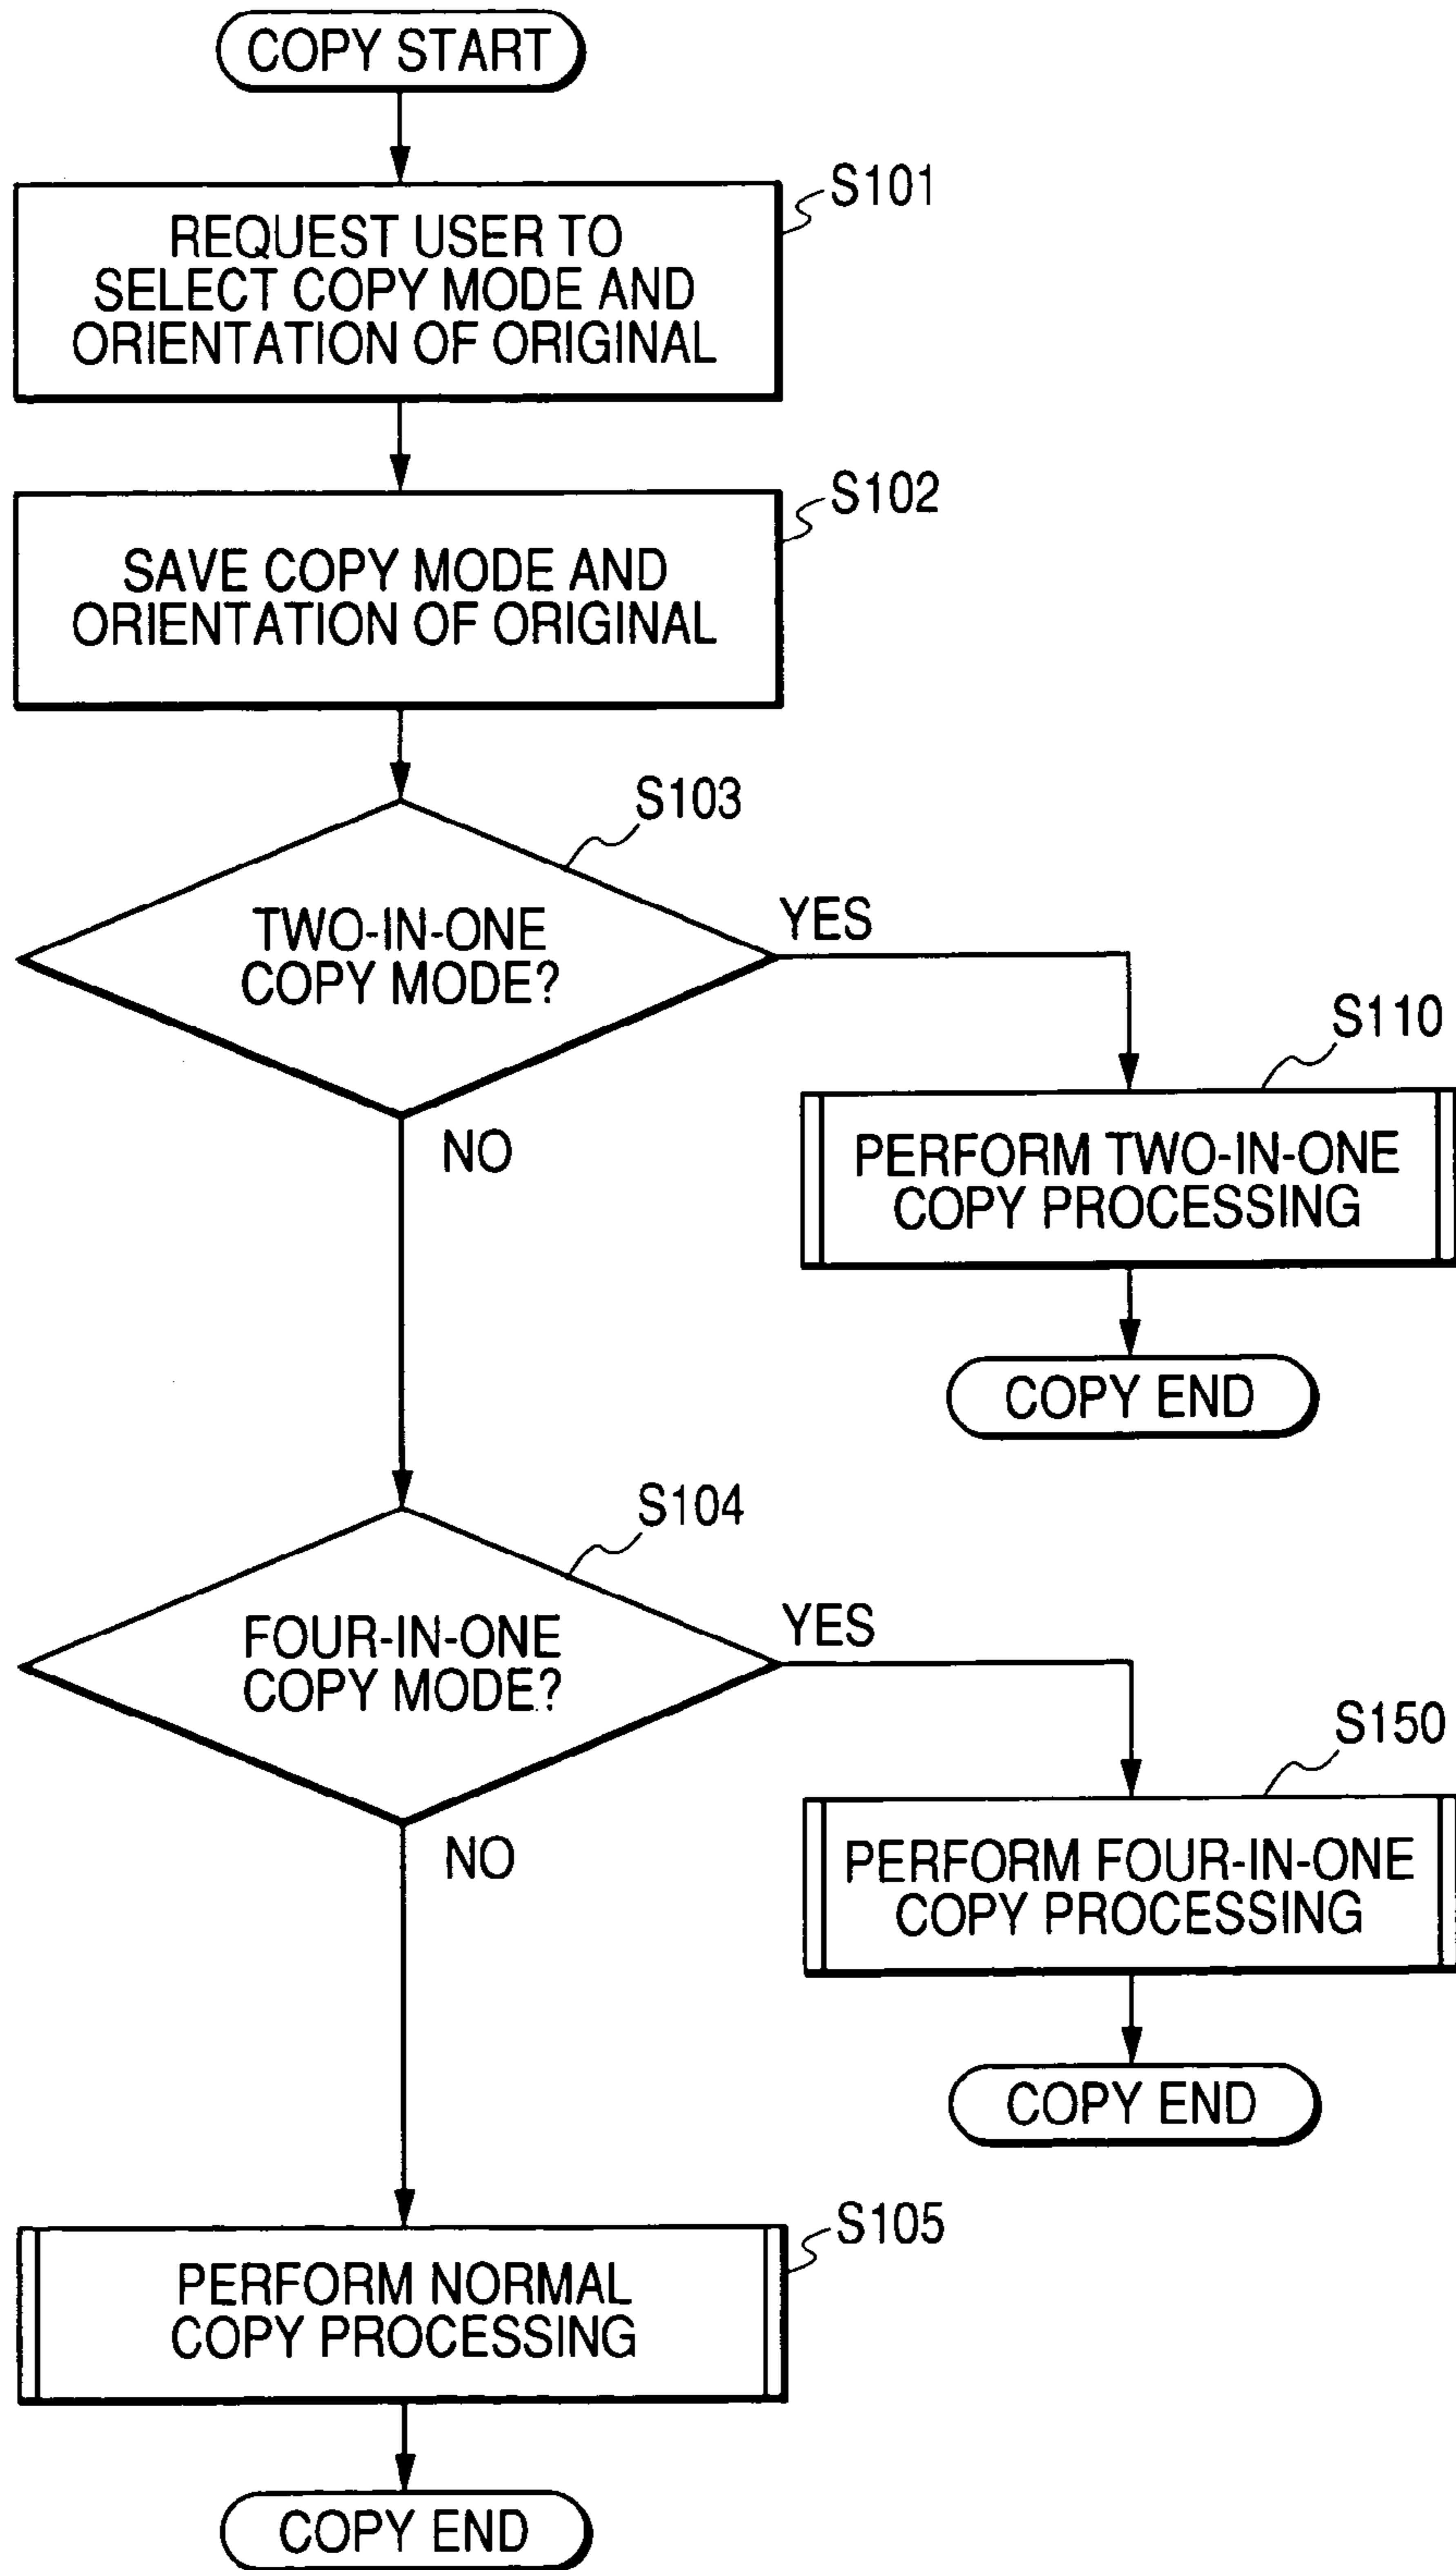 COPY START
S101
REQUEST USER TO
SELECT COPY MODE AND
ORIENTATION OF ORIGINAL
S102
SAVE COPY MODE AND
ORIENTATION OF ORIGINAL
S103
TWO-IN-ONE
COPY MODE?
YES
NO
S110
PERFORM TWO-IN-ONE
COPY PROCESSING
COPY END
S104
FOUR-IN-ONE
COPY MODE?
YES
NO
S150
PERFORM FOUR-IN-ONE
COPY PROCESSING
COPY END
S105
PERFORM NORMAL
COPY PROCESSING
COPY END